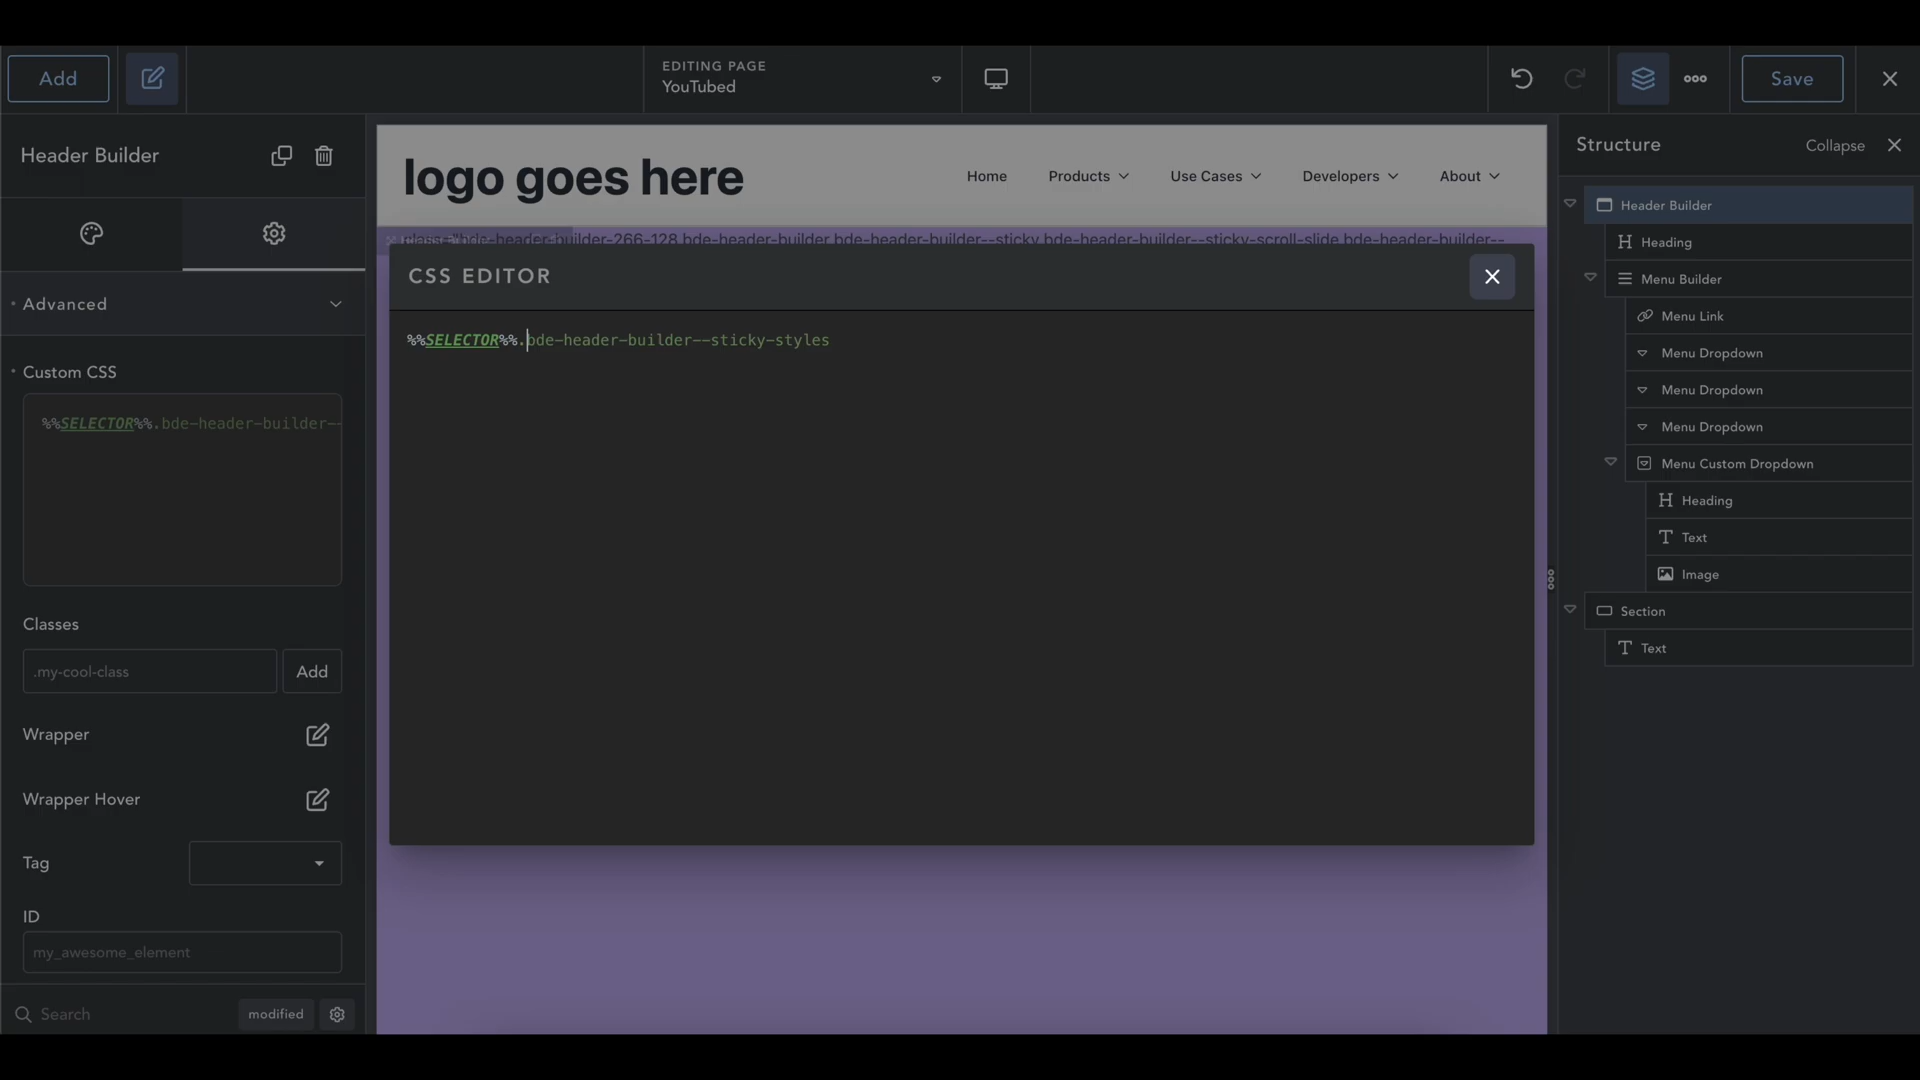 Add
EDITING PAGE
YouTubed
Save
Header Builder
Advanced
Custom CSS
%%SELECTOR%%.bde-header-builder--
Classes
.my-cool-class
Add
Wrapper
Wrapper Hover
Tag
ID
my_awesome_element
Search
modified
logo goes here
Home
Products
Use Cases
Developers
About
class="bde-header-builder-266-128 bde-header-builder bde-header-builder--sticky bde-header-builder--sticky-scroll-slide bde-header-builder--
CSS EDITOR
%%SELECTOR%%.bde-header-builder--sticky-styles
Structure
Collapse
Header Builder
Heading
Menu Builder
Menu Link
Menu Dropdown
Menu Dropdown
Menu Dropdown
Menu Custom Dropdown
Heading
Text
Image
Section
Text